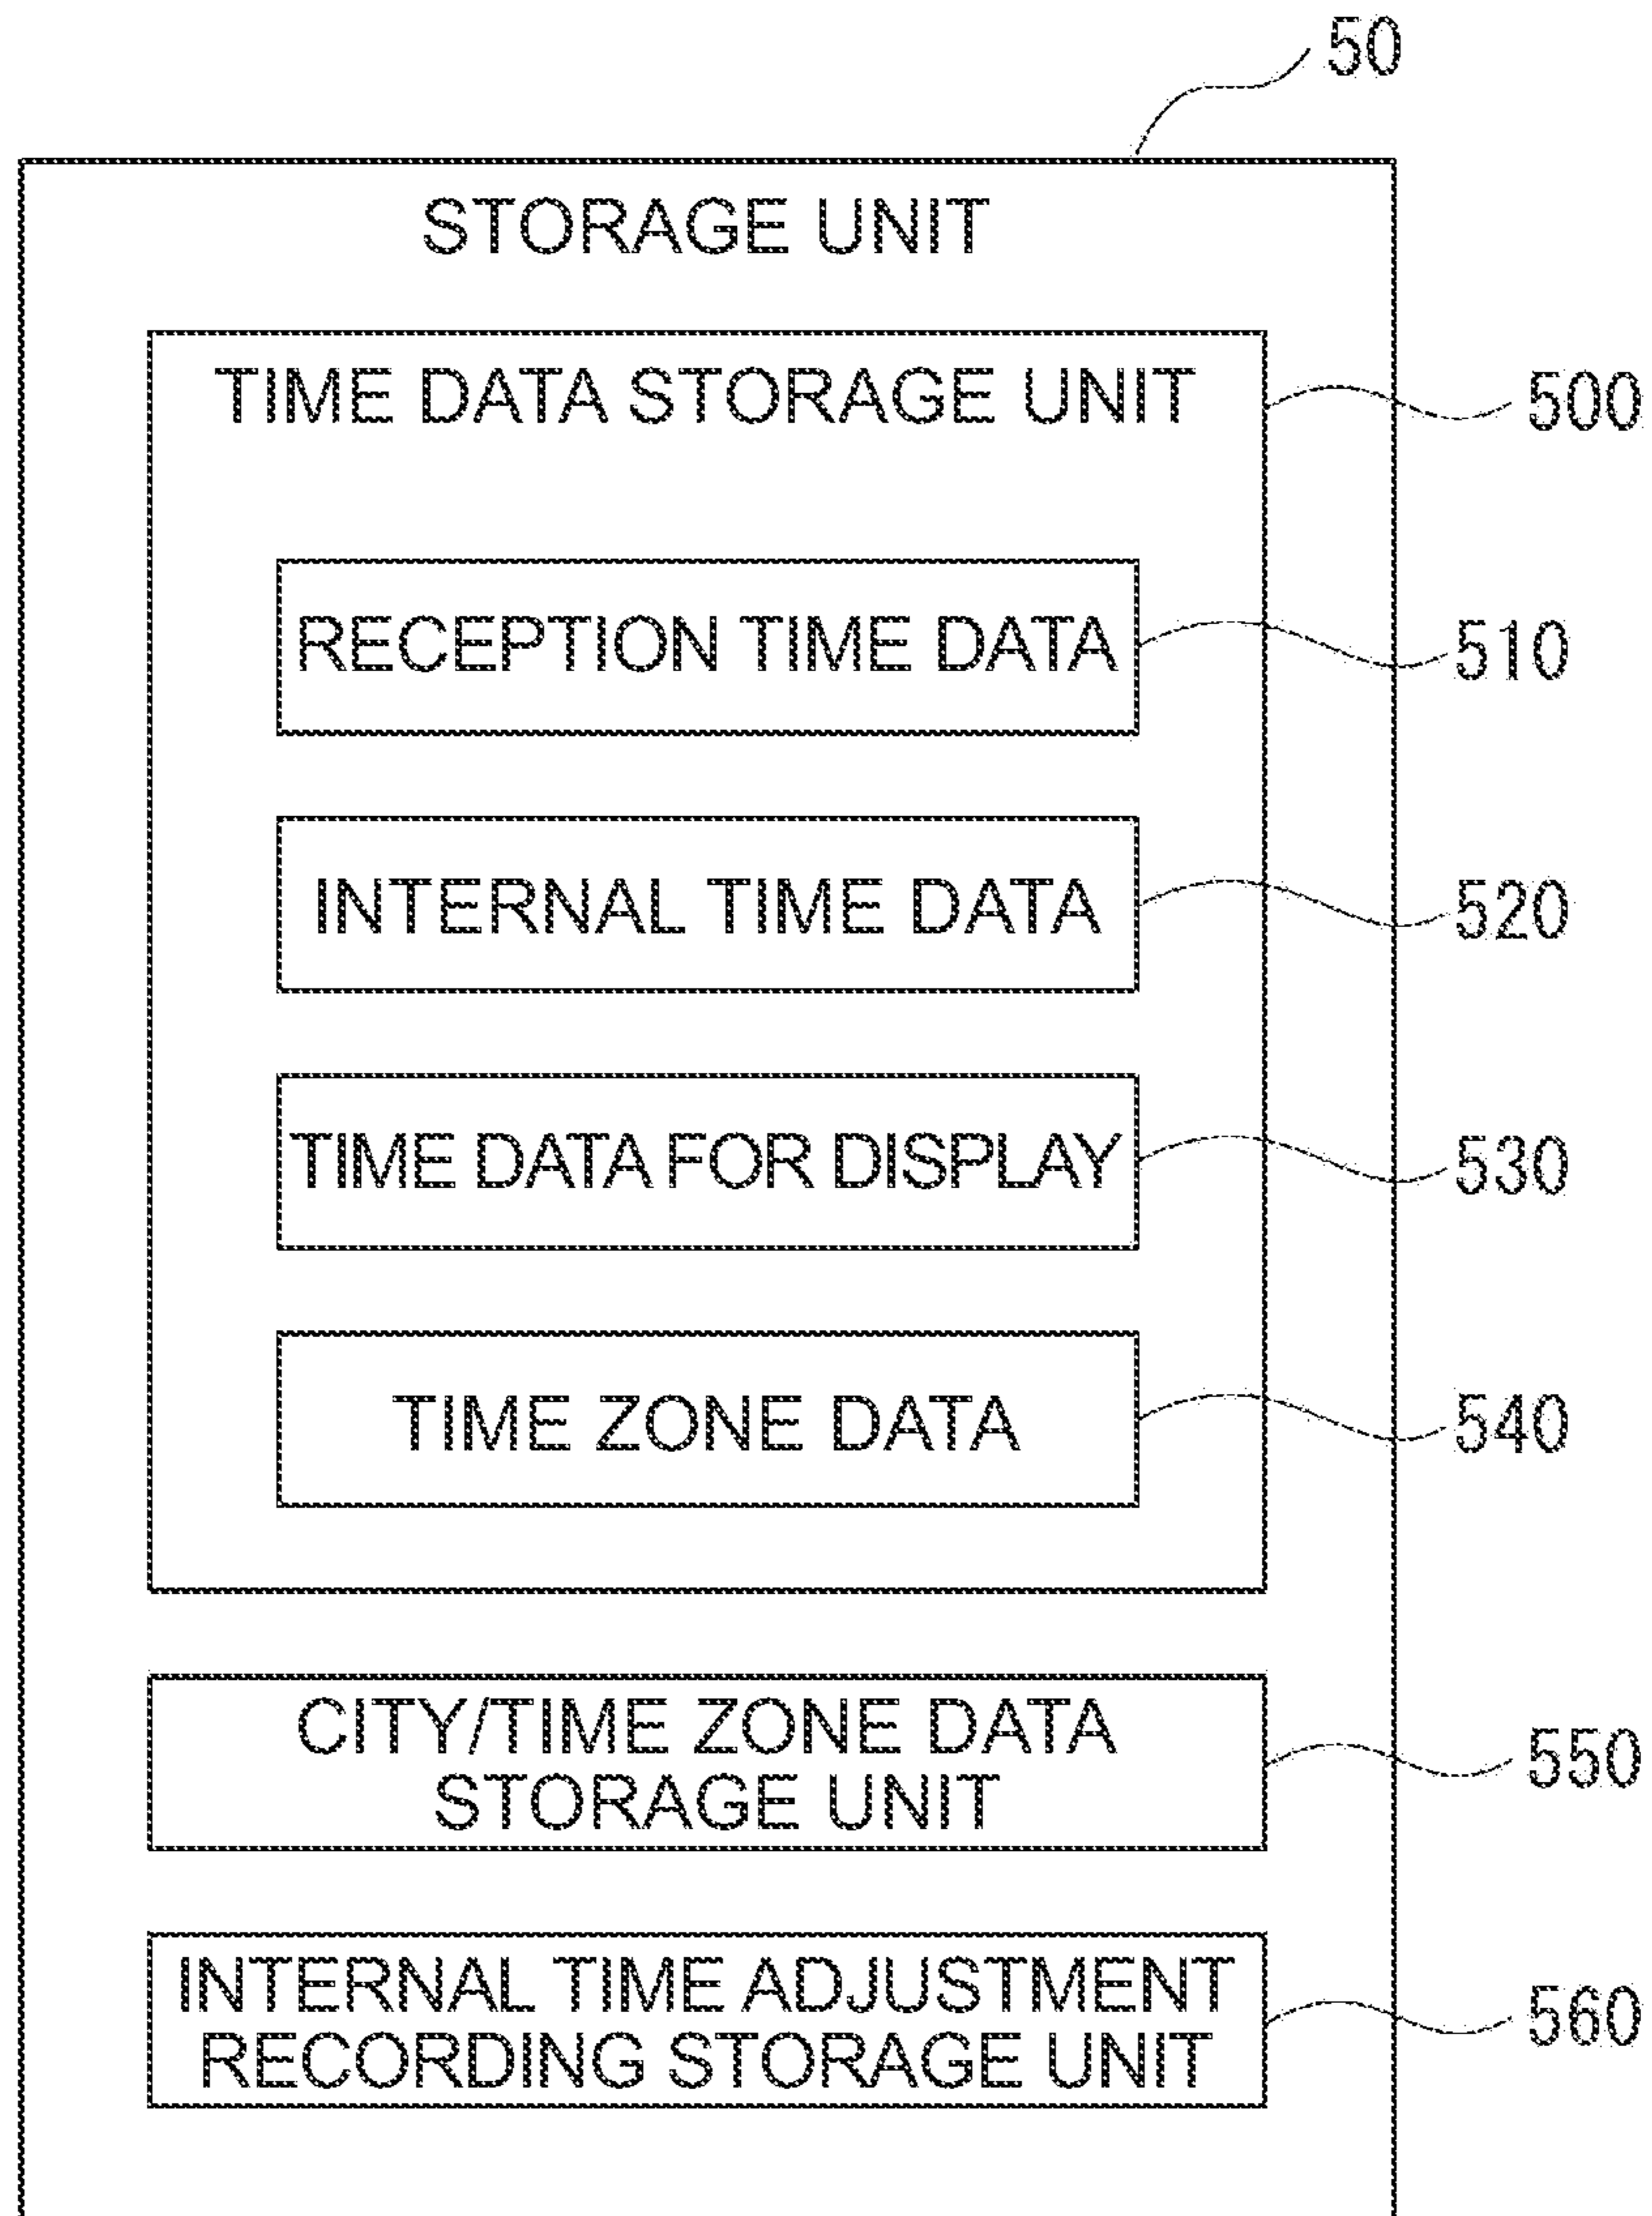 50
STORAGE UNIT
TIME DATA STORAGE UNIT
500
RECEPTION TIME DATA
510
INTERNAL TIME DATA
520
TIME DATA FOR DISPLAY
530
TIME ZONE DATA
540
CITY/TIME ZONE DATA
STORAGE UNIT
550
INTERNAL TIME ADJUSTMENT
RECORDING STORAGE UNIT
560